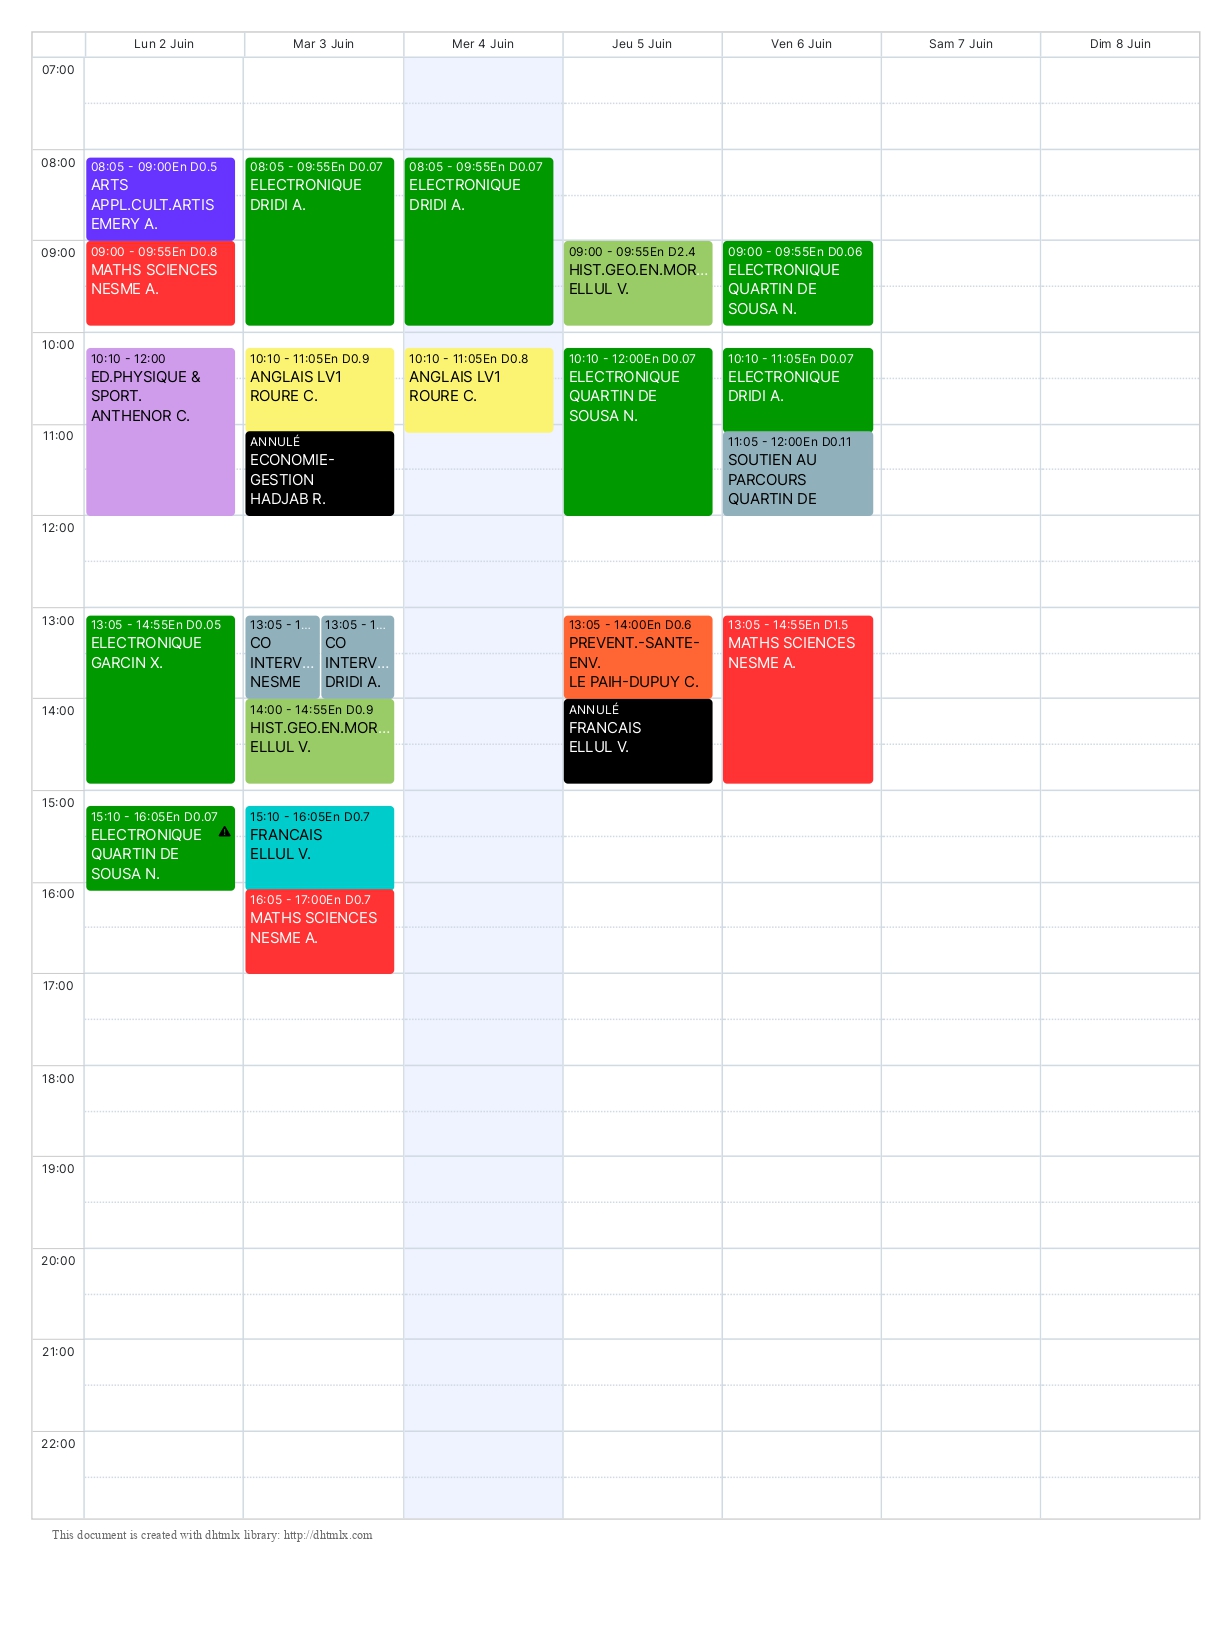 Lun 2 Juin
Mar 3 Juin
Mer 4 Juin
Jeu 5 Juin
Ven 6 Juin
Sam 7 Juin
Dim 8 Juin
07:00
08:00
09:00
10:00
11:00
12:00
13:00
14:00
15:00
16:00
17:00
18:00
19:00
20:00
21:00
22:00
08:05 - 09:00En D0.5
ARTS
APPL.CULT.ARTIS
EMERY A.
09:00 - 09:55En D0.8
MATHS SCIENCES
NESME A.
10:10 - 12:00
ED.PHYSIQUE &
SPORT.
ANTHENOR C.
13:05 - 14:55En D0.05
ELECTRONIQUE
GARCIN X.
15:10 - 16:05En D0.07
ELECTRONIQUE
QUARTIN DE
SOUSA N.
08:05 - 09:55En D0.07
ELECTRONIQUE
DRIDI A.
10:10 - 11:05En D0.9
ANGLAIS LV1
ROURE C.
ANNULÉ
ECONOMIE-
GESTION
HADJAB R.
13:05 - 1...
CO
INTERV...
NESME
13:05 - 1...
CO
INTERV...
DRIDI A.
14:00 - 14:55En D0.9
HIST.GEO.EN.MOR...
ELLUL V.
15:10 - 16:05En D0.7
FRANCAIS
ELLUL V.
16:05 - 17:00En D0.7
MATHS SCIENCES
NESME A.
08:05 - 09:55En D0.07
ELECTRONIQUE
DRIDI A.
10:10 - 11:05En D0.8
ANGLAIS LV1
ROURE C.
09:00 - 09:55En D2.4
HIST.GEO.EN.MOR...
ELLUL V.
10:10 - 12:00En D0.07
ELECTRONIQUE
QUARTIN DE
SOUSA N.
13:05 - 14:00En D0.6
PREVENT.-SANTE-
ENV.
LE PAIH-DUPUY C.
ANNULÉ
FRANCAIS
ELLUL V.
09:00 - 09:55En D0.06
ELECTRONIQUE
QUARTIN DE
SOUSA N.
10:10 - 11:05En D0.07
ELECTRONIQUE
DRIDI A.
11:05 - 12:00En D0.11
SOUTIEN AU
PARCOURS
QUARTIN DE
13:05 - 14:55En D1.5
MATHS SCIENCES
NESME A.
This document is created with dhtmlx library: http://dhtmlx.com